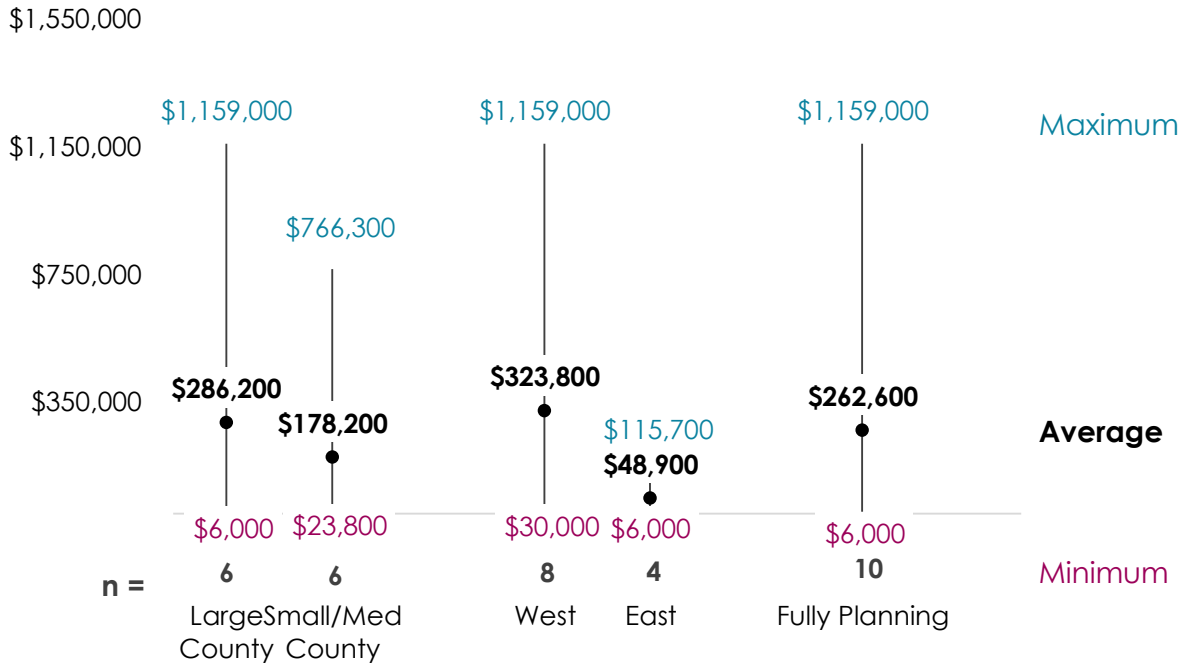 $1,550,000
$1,159,000 $1,159,000 $1,159,000
Maximum
$1,150,000
$766,300
$750,000
$286,200 $323,800 $262,600
$350,000
$178,200 $115,700
Average
$48,900
$6,000 $23,800 $30,000 $6,000 $6,000
n = 6 6 8 4 10
Minimum
Large Small/Med West East Fully Planning
County County